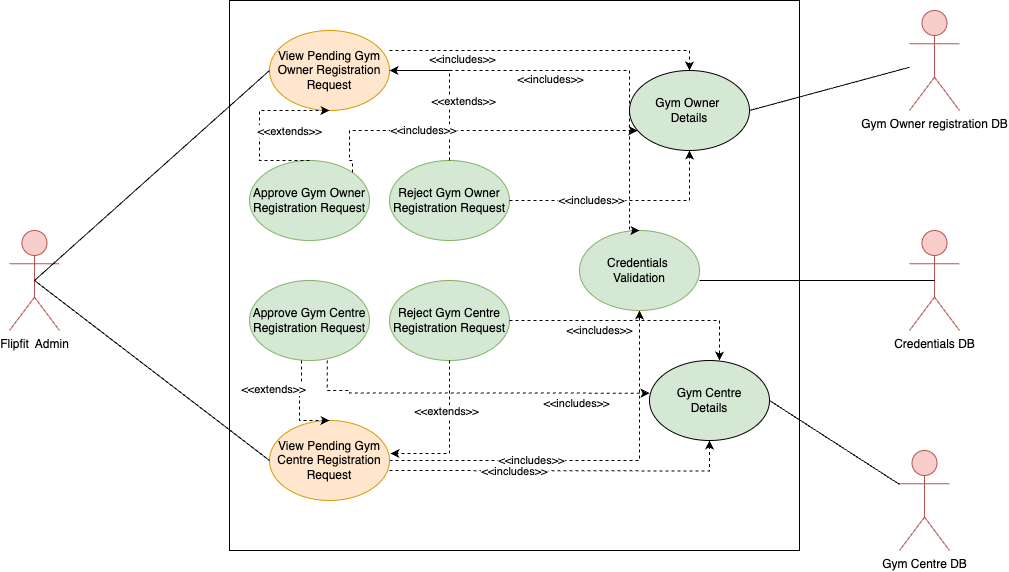 View Pending Gym
Owner Registration
Request
<<includes>>
<<includes>>
<<extends>>
Gym Owner
Details
Gym Owner registration DB
<<extends>>
<<includes>>
Approve Gym Owner
Registration Request
Reject Gym Owner
Registration Request
<<includes>>
Credentials
Validation
Flipfit Admin
Credentials DB
Approve Gym Centre
Registration Request
Reject Gym Centre
Registration Request
<<includes>>
<<extends>>
<<includes>>
<<extends>>
Gym Centre
Details
View Pending Gym
Centre Registration
Request
<<includes>>
<<includes>>
Gym Centre DB